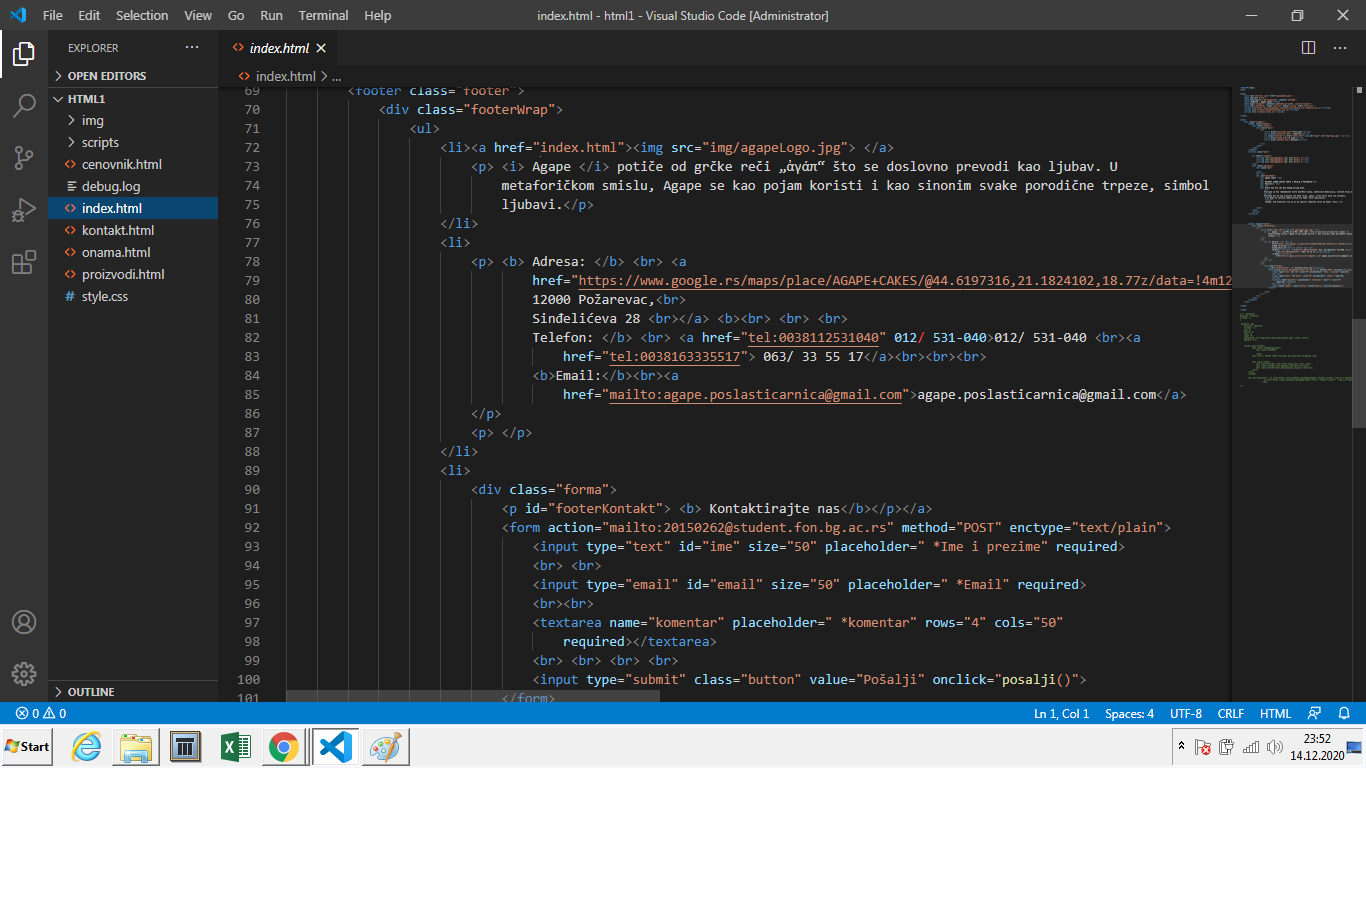 File Edit Selection View Go Run Terminal Help
index.html - html1 - Visual Studio Code [Administrator]
EXPLORER ...
OPEN EDITORS
HTML1
img
scripts
cenovnik.html
debug.log
index.html
kontakt.html
onama.html
proizvodi.html
# style.css
OUTLINE
<> index.html ×
<> index.html > ...
69 <footer class="footer">
70 <div class="footerWrap">
71 <ul>
72 <li><a href="index.html"><img src="img/agapeLogo.jpg"> </a>
73 <p> <i> Agape </i> potiče od grčke reči „ἀγάπ“ što se doslovno prevodi kao ljubav. U
74 metaforičkom smislu, Agape se kao pojam koristi i kao sinonim svake porodične trpeze, simbol
75 ljubavi.</p>
76 </li>
77 <li>
78 <p> <b> Adresa: </b> <br> <a
79 href="https://www.google.rs/maps/place/AGAPE+CAKES/@44.6197316,21.1824102,18.77z/data=!4m12
80 12000 Požarevac,<br>
81 Sinđelićeva 28 <br></a> <b><br> <br> <br>
82 Telefon: </b> <br> <a href="tel:0038112531040" 012/ 531-040>012/ 531-040 <br><a
83 href="tel:0038163335517"> 063/ 33 55 17</a><br><br><br>
84 <b>Email:</b><br><a
85 href="mailto:agape.poslasticarnica@gmail.com">agape.poslasticarnica@gmail.com</a>
86 </p>
87 <p> </p>
88 </li>
89 <li>
90 <div class="forma">
91 <p id="footerKontakt"> <b> Kontaktirajte nas</b></p></a>
92 <form action="mailto:20150262@student.fon.bg.ac.rs" method="POST" enctype="text/plain">
93 <input type="text" id="ime" size="50" placeholder=" *Ime i prezime" required>
94 <br> <br>
95 <input type="email" id="email" size="50" placeholder=" *Email" required>
96 <br><br>
97 <textarea name="komentar" placeholder=" *komentar" rows="4" cols="50"
98 required></textarea>
99 <br> <br> <br> <br>
100 <input type="submit" class="button" value="Pošalji" onclick="posalji()">
101 </form>
0 0
Ln 1, Col 1 Spaces: 4 UTF-8 CRLF HTML
Start
23:52
14.12.2020